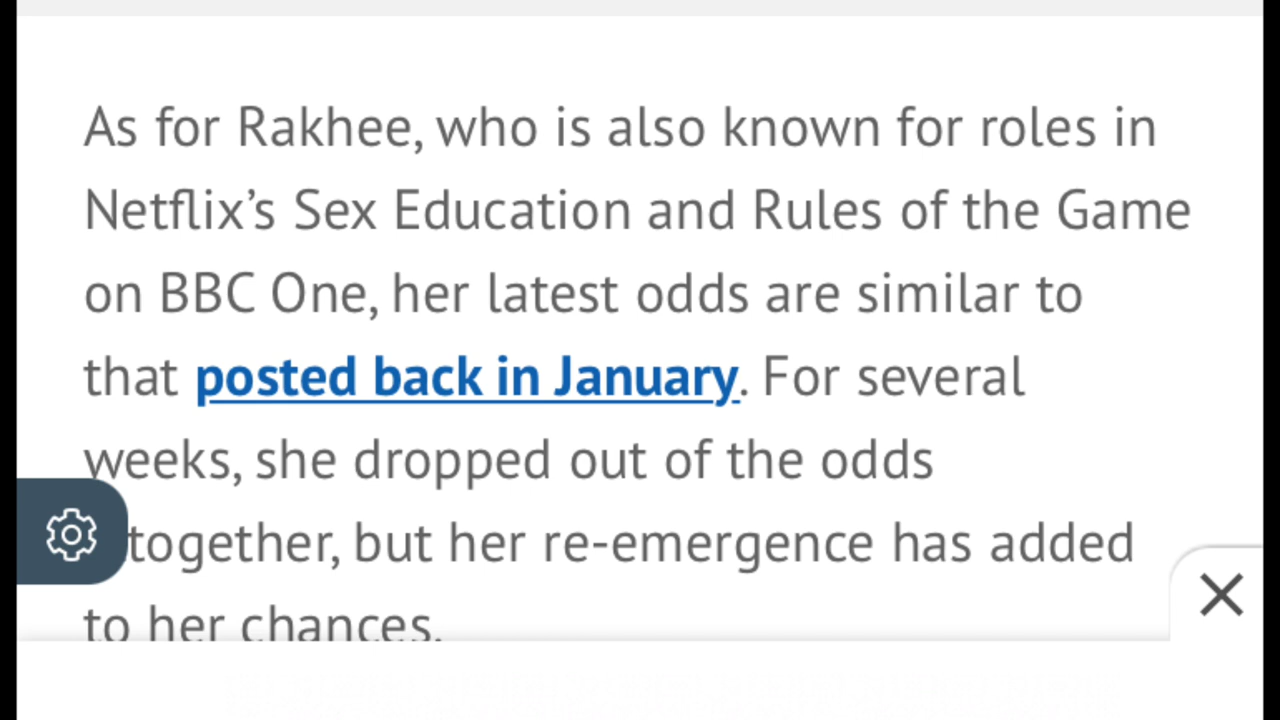 As for Rakhee, who is also known for roles in
Netflix’s Sex Education and Rules of the Game
on BBC One, her latest odds are similar to
that posted back in January. For several
weeks, she dropped out of the odds
together, but her re-emergence has added
to her chances.